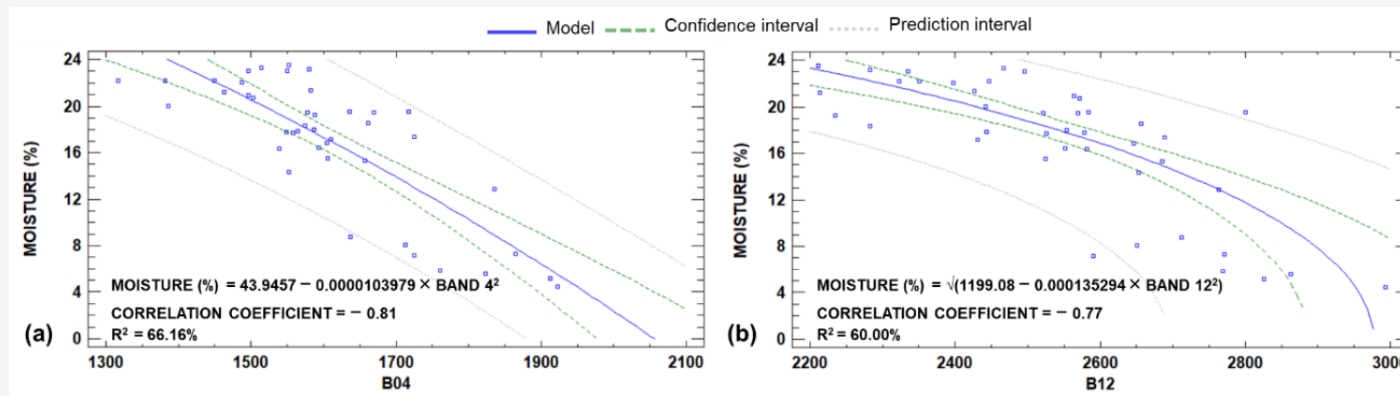 Model Confidence interval Prediction interval
24
20
16
12
8
4
0
MOISTURE (%)
MOISTURE (%) = 43.9457 − 0.0000103979 × BAND 4²
CORRELATION COEFFICIENT = − 0.81
R² = 66.16%
(a)
1300 1500 1700 1900 2100
B04
24
20
16
12
8
4
0
MOISTURE (%)
MOISTURE (%) = √(1199.08 − 0.000135294 × BAND 12²)
CORRELATION COEFFICIENT = − 0.77
R² = 60.00%
(b)
2200 2400 2600 2800 3000
B12